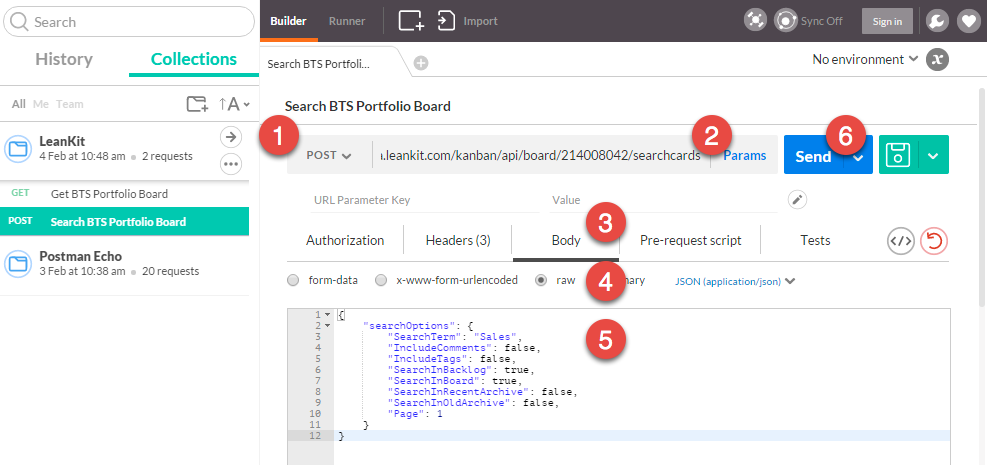 Search
Builder
Runner
Import
Sync Off
Sign in
History
Collections
Search BTS Portfoli...
No environment
All Me Team
A
Search BTS Portfolio Board
LeanKit
4 Feb at 10:48 am 2 requests
1
POST
.leankit.com/kanban/api/board/214008042/searchcards
2
Params
Send
6
GET Get BTS Portfolio Board
POST Search BTS Portfolio Board
URL Parameter Key
Value
3
Postman Echo
3 Feb at 10:38 am 20 requests
Authorization
Headers (3)
Body
Pre-request script
Tests
form-data
x-www-form-urlencoded
raw
4
JSON (application/json)
5
1 {
2 "searchOptions": {
3 "SearchTerm": "Sales",
4 "IncludeComments": false,
5 "IncludeTags": false,
6 "SearchInBacklog": true,
7 "SearchInBoard": true,
8 "SearchInRecentArchive": false,
9 "SearchInOldArchive": false,
10 "Page": 1
11 }
12 }